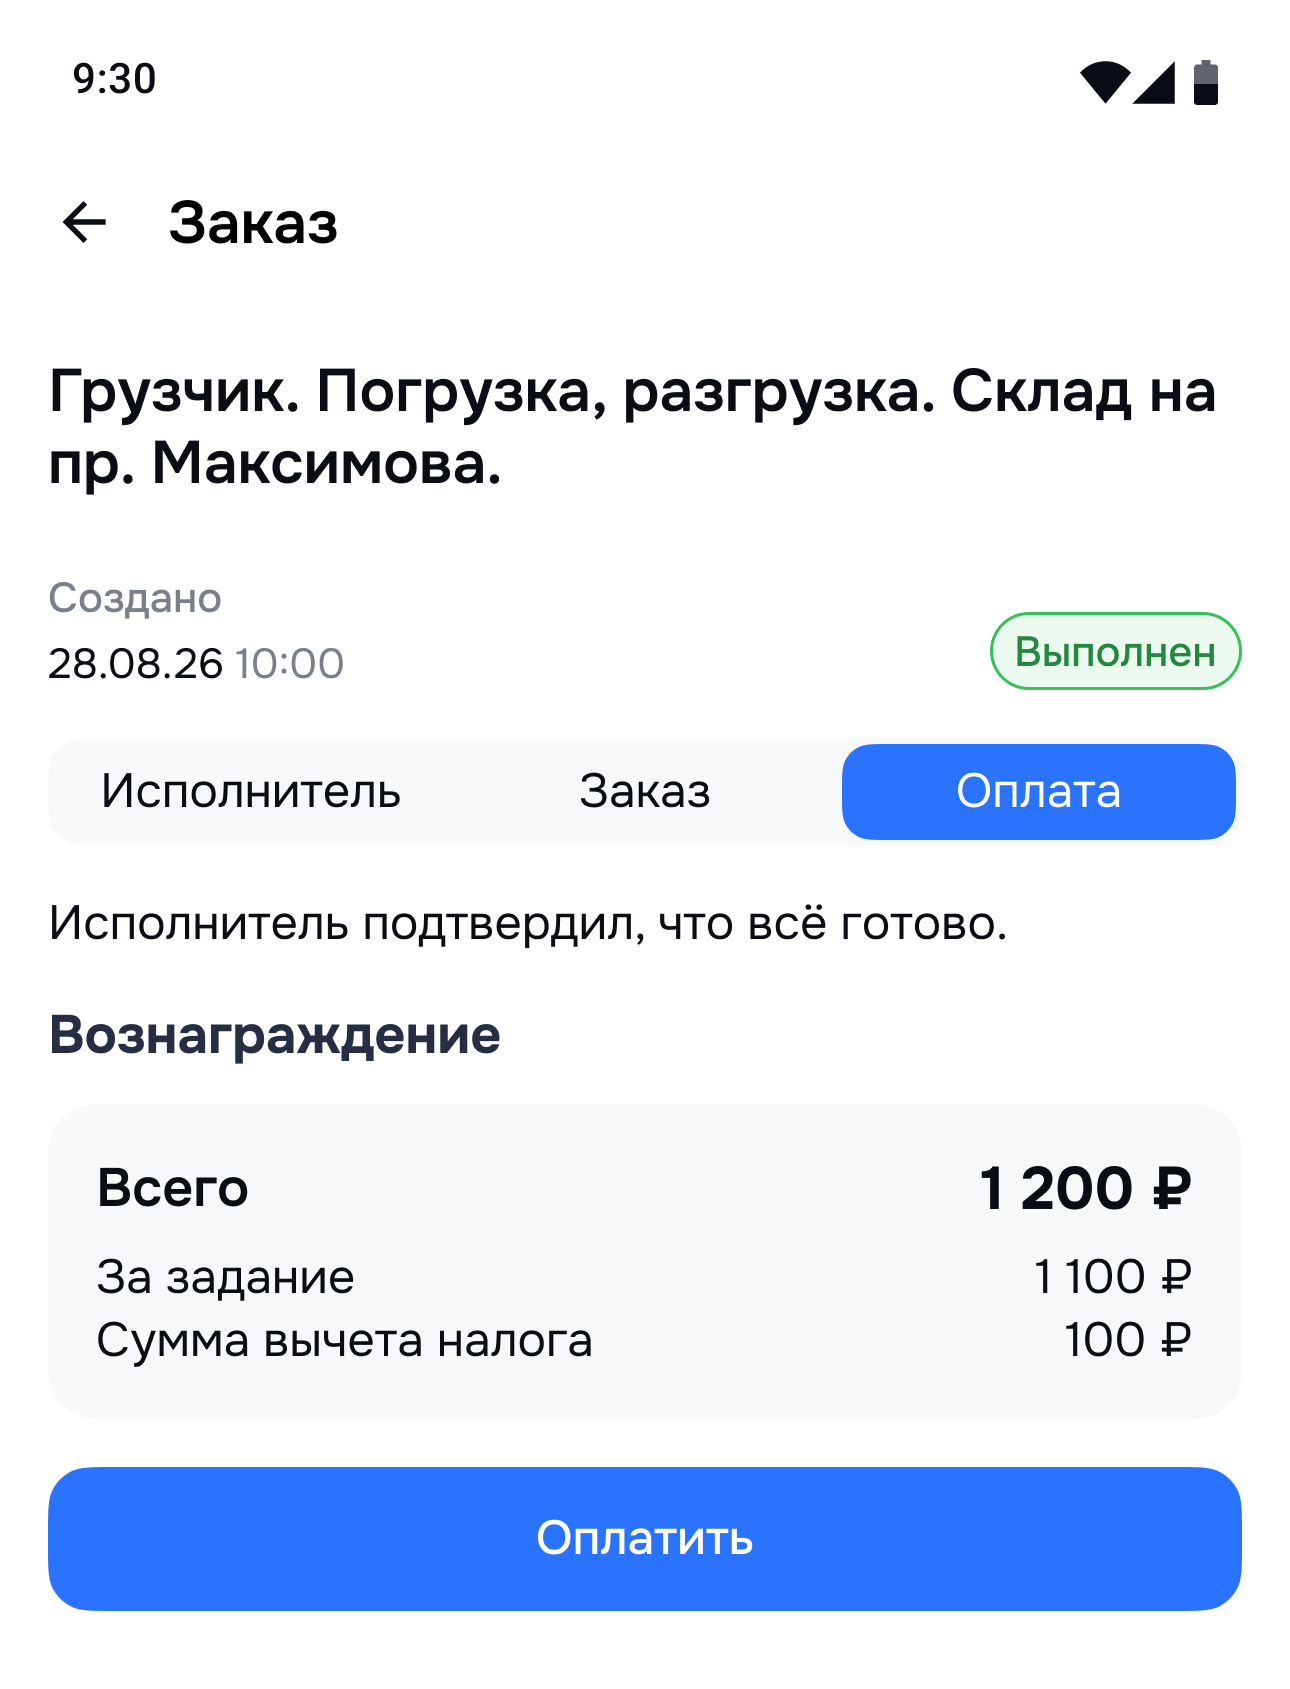 9:30
Заказ
Грузчик. Погрузка, разгрузка. Склад на
пр. Максимова.
Создано
28.08.26 10:00
Выполнен
Исполнитель Заказ Оплата
Исполнитель подтвердил, что всё готово.
Вознаграждение
Всего 1 200 ₽
За задание 1 100 ₽
Сумма вычета налога 100 ₽
Оплатить